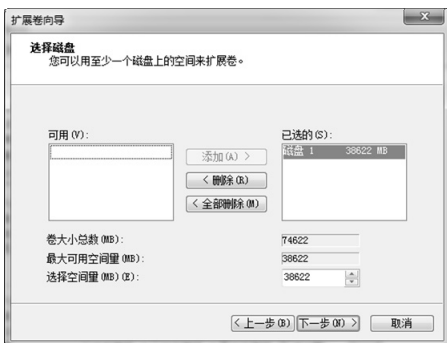 扩展卷向导
选择磁盘
您可以用至少一个磁盘上的空间来扩展卷。
可用(V):
已选的(S):
添加(A) >
磁盘 1 38622 MB
< 删除(R)
< 全部删除(M)
卷大小总数(MB): 74622
最大可用空间量(MB): 38622
选择空间量(MB)(E): 38622
< 上一步(B) 下一步(N) > 取消